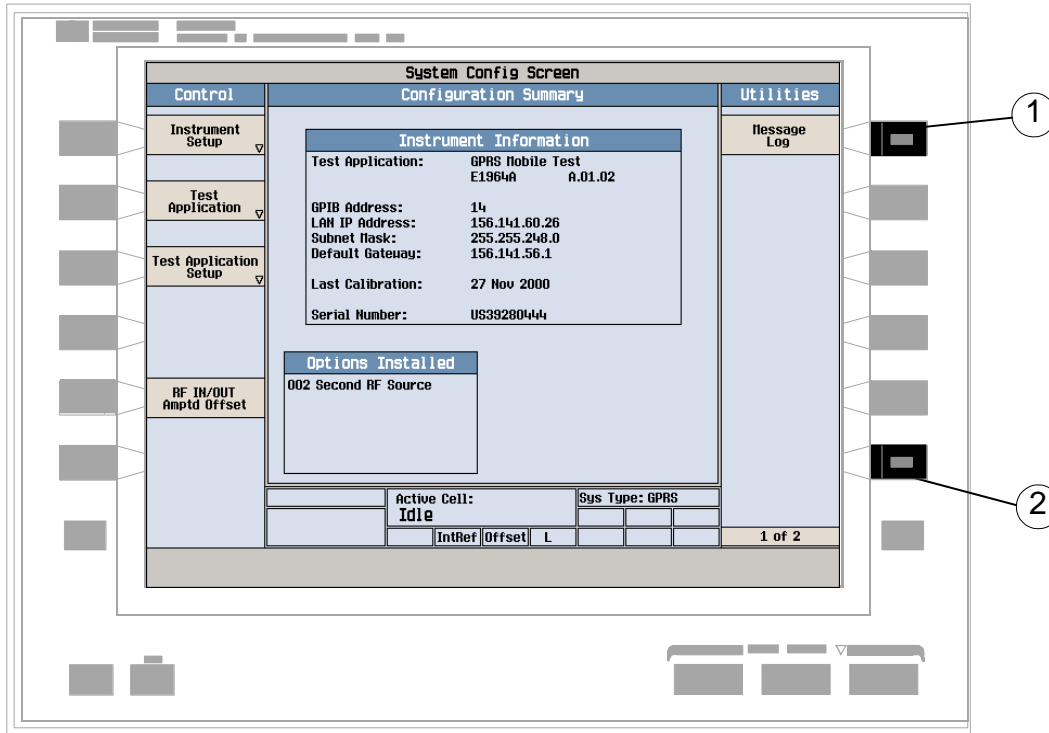 System Config Screen
Control
Configuration Summary
Utilities
Instrument
Setup
Test
Application
Test Application
Setup
RF IN/OUT
Amptd Offset
Instrument Information
Test Application: GPRS Mobile Test
E1964A A.01.02
GPIB Address: 14
LAN IP Address: 156.141.60.26
Subnet Mask: 255.255.248.0
Default Gateway: 156.141.56.1
Last Calibration: 27 Nov 2000
Serial Number: US39280444
Options Installed
002 Second RF Source
Active Cell:
Idle
Sys Type: GPRS
IntRef Offset L
Message
Log
1 of 2
1
2